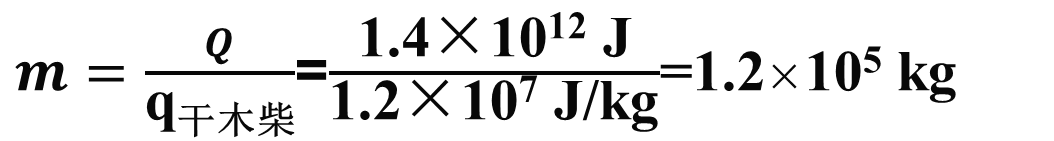 m = Q/q干木柴 = 1.4×10¹² J/1.2×10⁷ J/kg =1.2×10⁵ kg